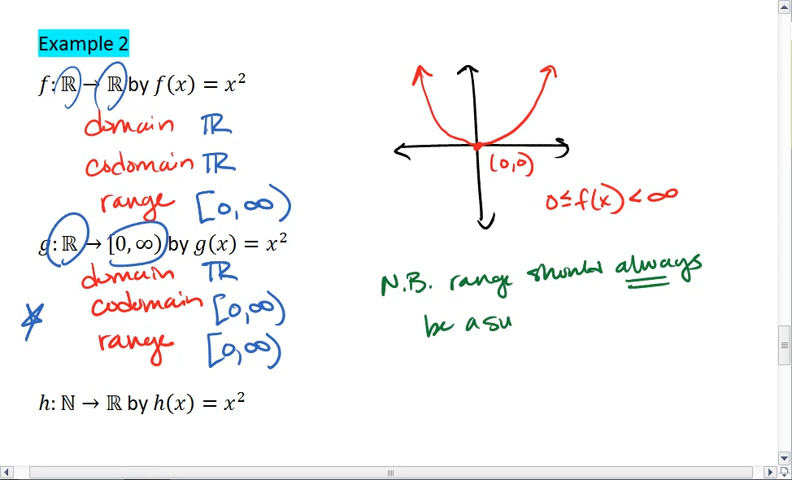 Example 2
f: ℝ → ℝ by f(x) = x²
domain ℝ
codomain ℝ
range [0, ∞)
g: ℝ → [0, ∞) by g(x) = x²
domain ℝ
codomain [0, ∞)
range [0, ∞)
h: ℕ → ℝ by h(x) = x²
(0,0)
0 ≤ f(x) < ∞
N.B. range should always
be a su